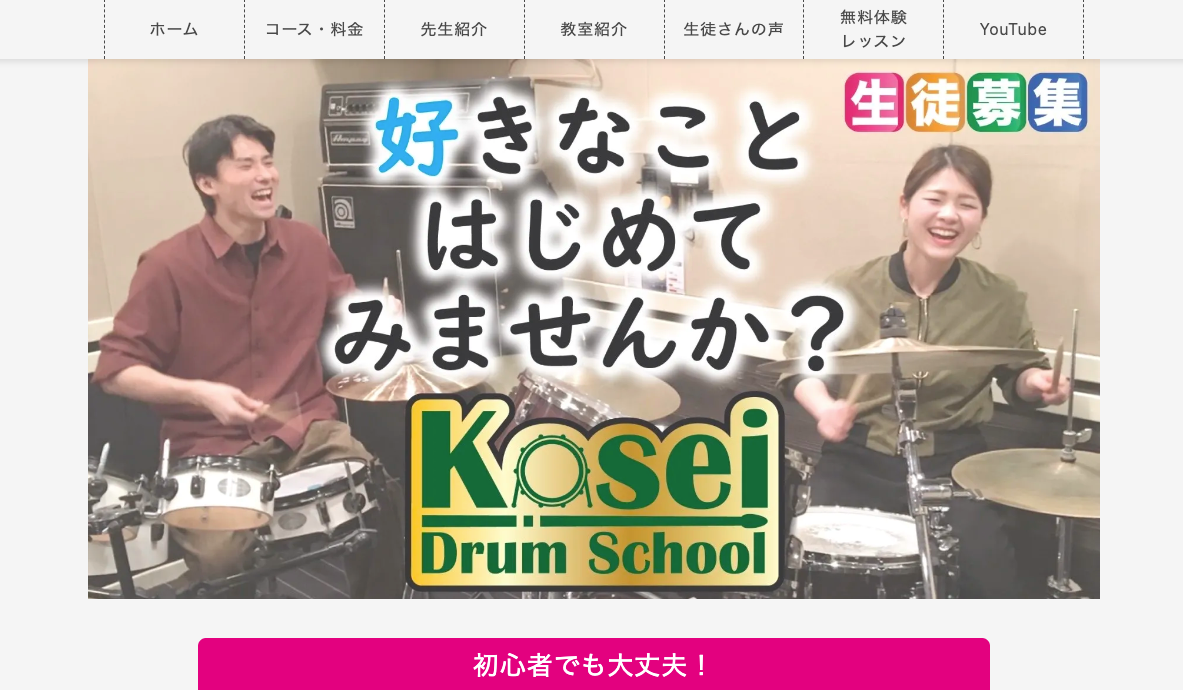 ホーム
コース・料金
先生紹介
教室紹介
生徒さんの声
無料体験
レッスン
YouTube
生徒募集
好きなこと
はじめて
みませんか？
Ampeg
Kosei
Drum School
初心者でも大丈夫！